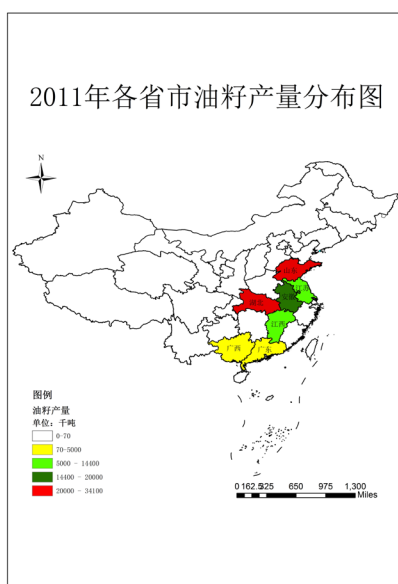 2011年各省市油籽产量分布图
N
山东
江苏
安徽
湖北
江西
广西
广东
图例
油籽产量
单位：千吨
0-70
70-5000
5000 - 14400
14400 - 20000
20000 - 34100
0 162.5 325 650 975 1,300
Miles